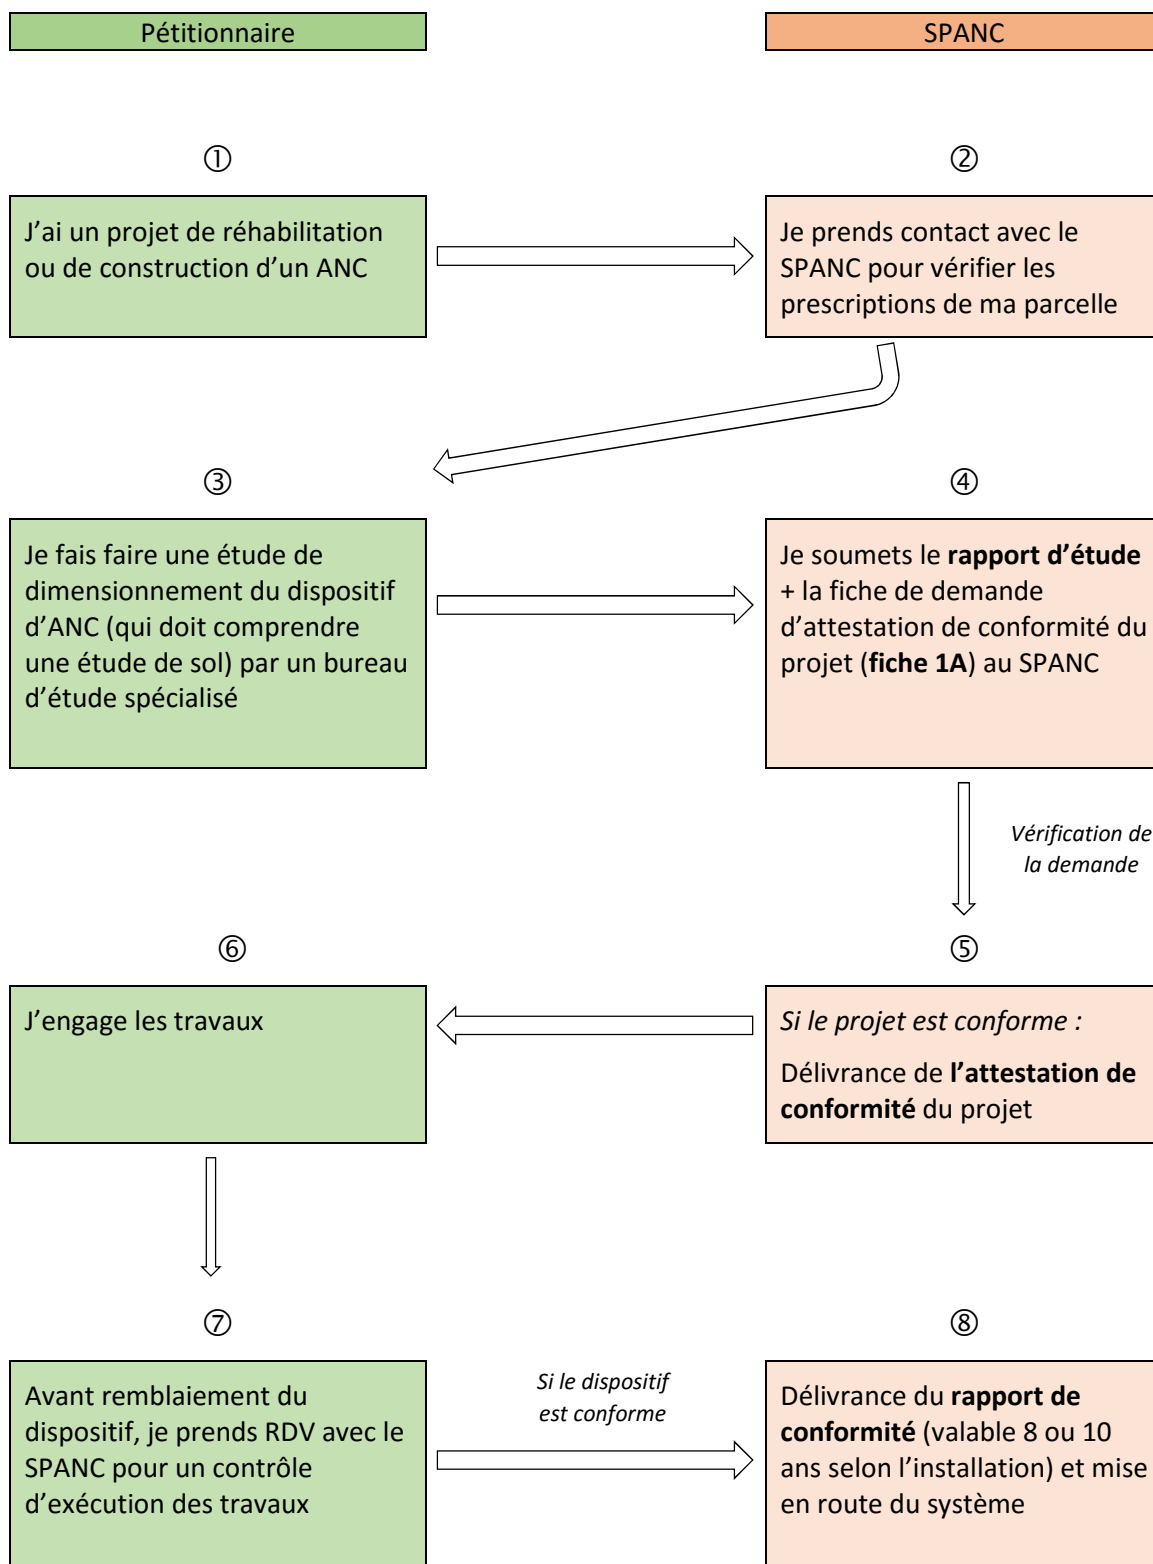 Pétitionnaire
SPANC
①
②
J’ai un projet de réhabilitation
ou de construction d’un ANC
Je prends contact avec le
SPANC pour vérifier les
prescriptions de ma parcelle
③
④
Je fais faire une étude de
dimensionnement du dispositif
d’ANC (qui doit comprendre
une étude de sol) par un bureau
d’étude spécialisé
Je soumets le rapport d’étude
+ la fiche de demande
d’attestation de conformité du
projet (fiche 1A) au SPANC
Vérification de
la demande
⑥
⑤
J’engage les travaux
Si le projet est conforme :
Délivrance de l’attestation de
conformité du projet
⑦
⑧
Avant remblaiement du
dispositif, je prends RDV avec le
SPANC pour un contrôle
d’exécution des travaux
Si le dispositif
est conforme
Délivrance du rapport de
conformité (valable 8 ou 10
ans selon l’installation) et mise
en route du système